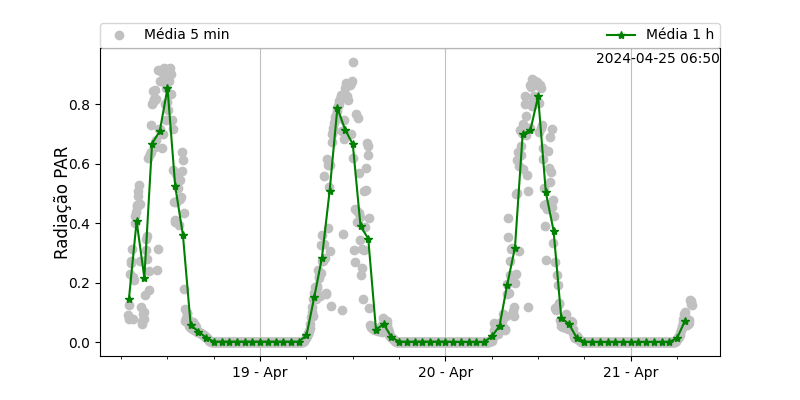 Média 5 min
Média 1 h
2024-04-25 06:50
Radiação PAR
0.8
0.6
0.4
0.2
0.0
19 - Apr
20 - Apr
21 - Apr